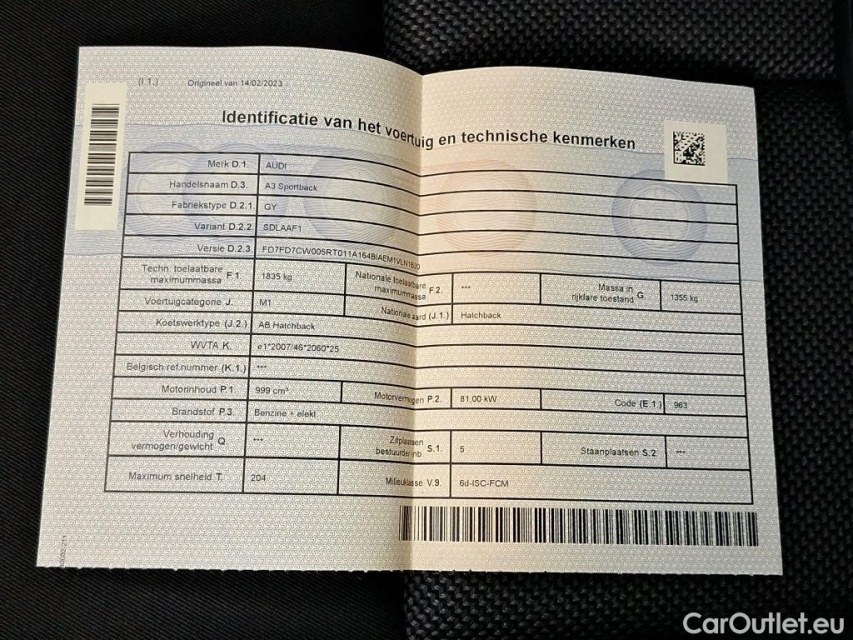 (I.1.) Origineel van 14/02/2023
Identificatie van het voertuig en technische kenmerken
Merk D.1. AUDI
Handelsnaam D.3. A3 Sportback
Fabriekstype D.2.1. GY
Variant D.2.2. SDLAAF1
Versie D.2.3. 
Techn. toelaatbare maximummassa F.1. 1835 kg Nationale toelaatbare maximummassa F.2. *** Massa in rijklare toestand G. 1355 kg
Voertuigcategorie J. M1 Nationale aard (J.1.) Hatchback
Koetswerktype (J.2.) AB Hatchback
WVTA K. e1*2007/46*2060*25
Belgisch ref.nummer (K.1.) ***
Motorinhoud P.1. 999 cm³ Motorvermogen P.2. 81,00 kW Code (E.1.) 963
Brandstof P.3. Benzine + elekt
Verhouding vermogen/gewicht Q. *** Zitplaatsen S.1. 5 Staanplaatsen S.2. ***
Maximum snelheid T. 204 Milieuklasse V.9. 6d-ISC-FCM
CarOutlet.eu